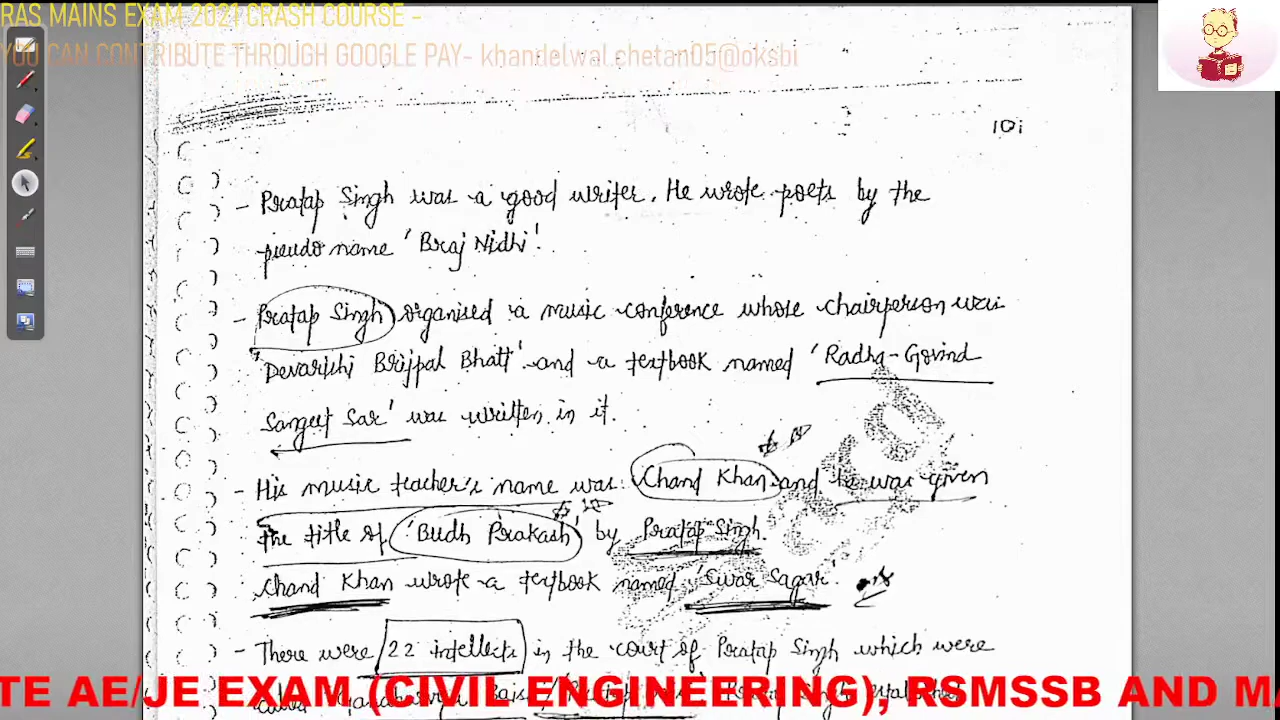 RAS MAINS EXAM 2021 CRASH COURSE -
YOU CAN CONTRIBUTE THROUGH GOOGLE PAY- khandelwal.chetan05@oksbi
101
- Pratap Singh was a good writer. He wrote poets by the
pseudo name 'Braj Nidhi'.
- Pratap Singh organised a music conference whose chairperson was
'Devarshi Brijpal Bhatt' and a textbook named 'Radha-Govind
Sangeet Sar' was written in it.
- His music teacher's name was Chand Khan and he was given
the title of 'Budh Prakash' by Pratap Singh.
Chand Khan wrote a textbook named 'Swar Sagar'.
- There were 22 intellects in the court of Pratap Singh which were
TE AE/JE EXAM (CIVIL ENGINEERING), RSMSSB AND MA